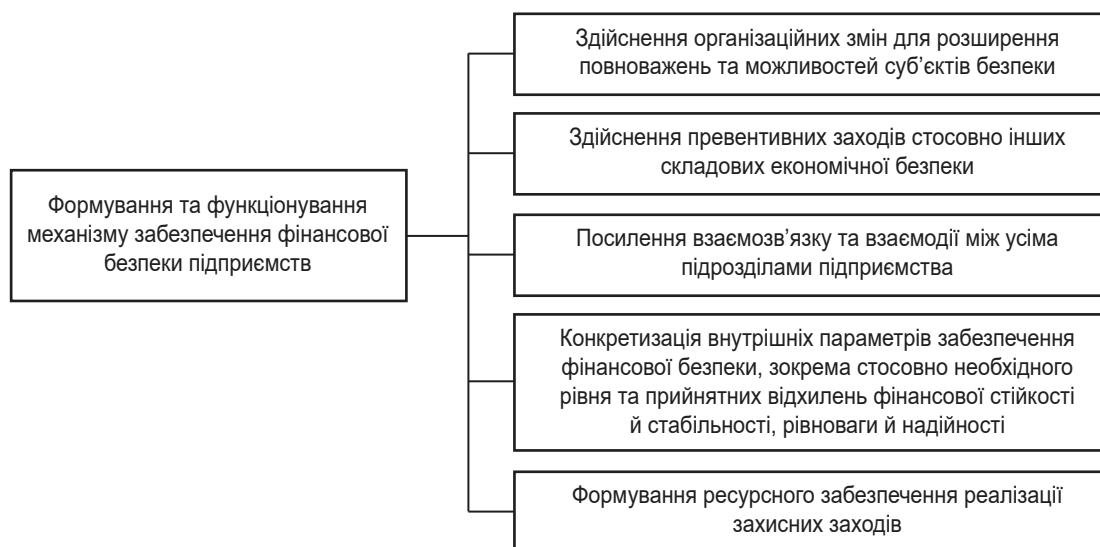 Здійснення організаційних змін для розширення
повноважень та можливостей суб’єктів безпеки
Здійснення превентивних заходів стосовно інших
складових економічної безпеки
Формування та функціонування
механізму забезпечення фінансової
безпеки підприємств
Посилення взаємозв’язку та взаємодії між усіма
підрозділами підприємства
Конкретизація внутрішніх параметрів забезпечення
фінансової безпеки, зокрема стосовно необхідного
рівня та прийнятних відхилень фінансової стійкості
й стабільності, рівноваги й надійності
Формування ресурсного забезпечення реалізації
захисних заходів